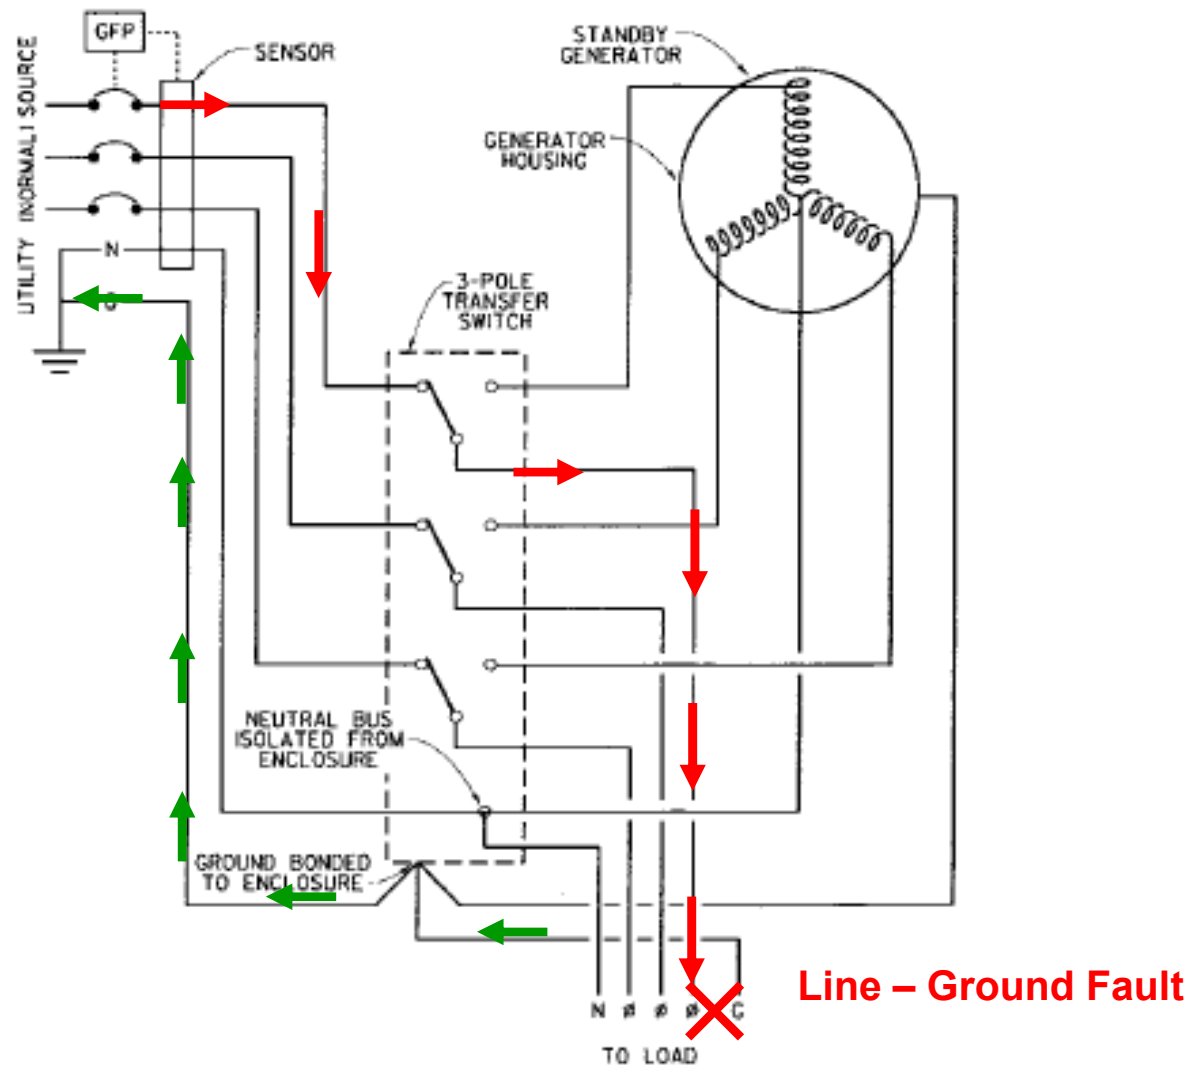 GFP
SENSOR
UTILITY (NORMAL) SOURCE
N
STANDBY
GENERATOR
GENERATOR
HOUSING
3-POLE
TRANSFER
SWITCH
NEUTRAL BUS
ISOLATED FROM
ENCLOSURE
GROUND BONDED
TO ENCLOSURE
Line – Ground Fault
N Ø Ø Ø G
TO LOAD